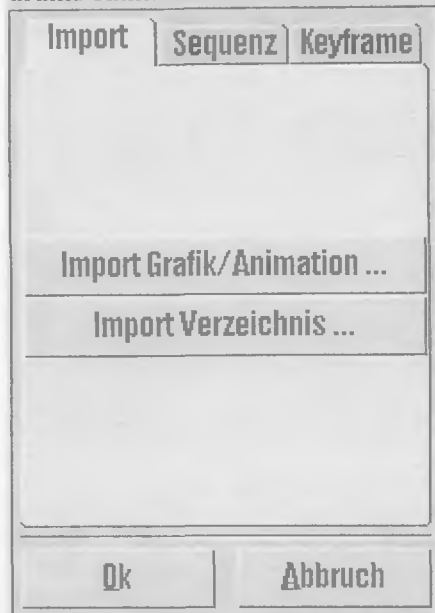 Import Sequenz Keyframe
Import Grafik/Animation ...
Import Verzeichnis ...
Ok Abbruch